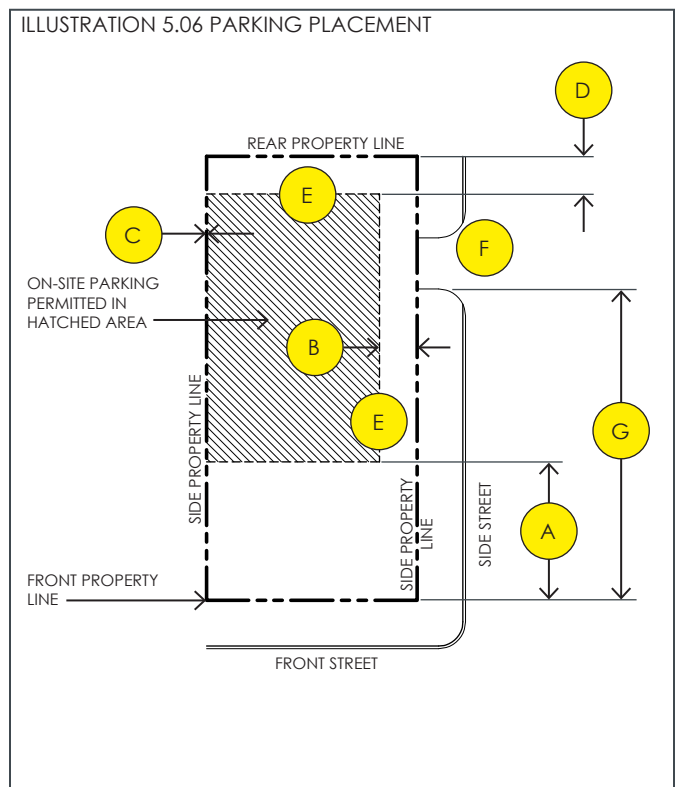 ILLUSTRATION 5.06 PARKING PLACEMENT
D
REAR PROPERTY LINE
E
C
F
ON-SITE PARKING
PERMITTED IN
HATCHED AREA
B
SIDE PROPERTY LINE
E
G
A
SIDE PROPERTY
LINE
SIDE STREET
FRONT PROPERTY
LINE
FRONT STREET